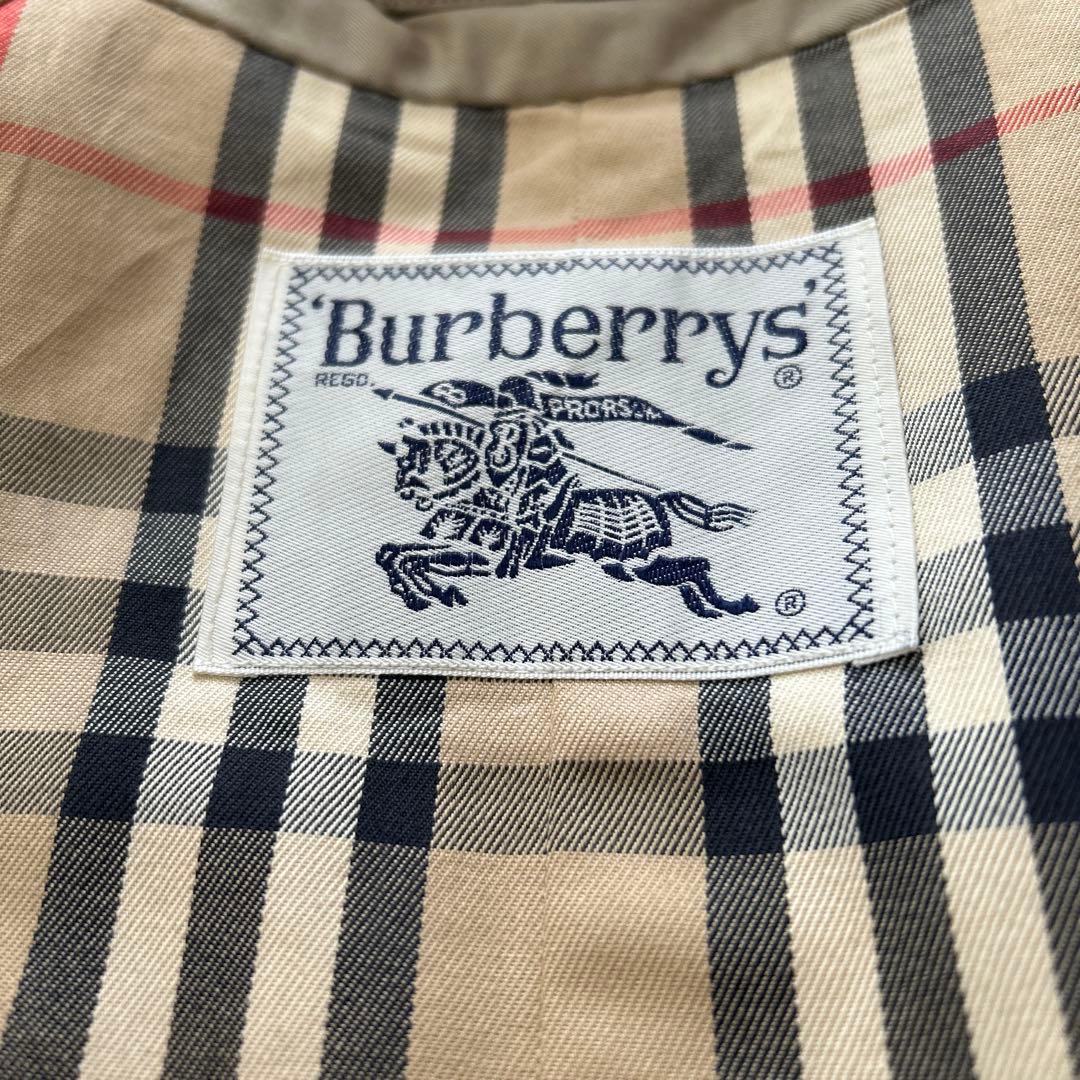 'Burberrys'
REGD. ®
PRORSUM
®